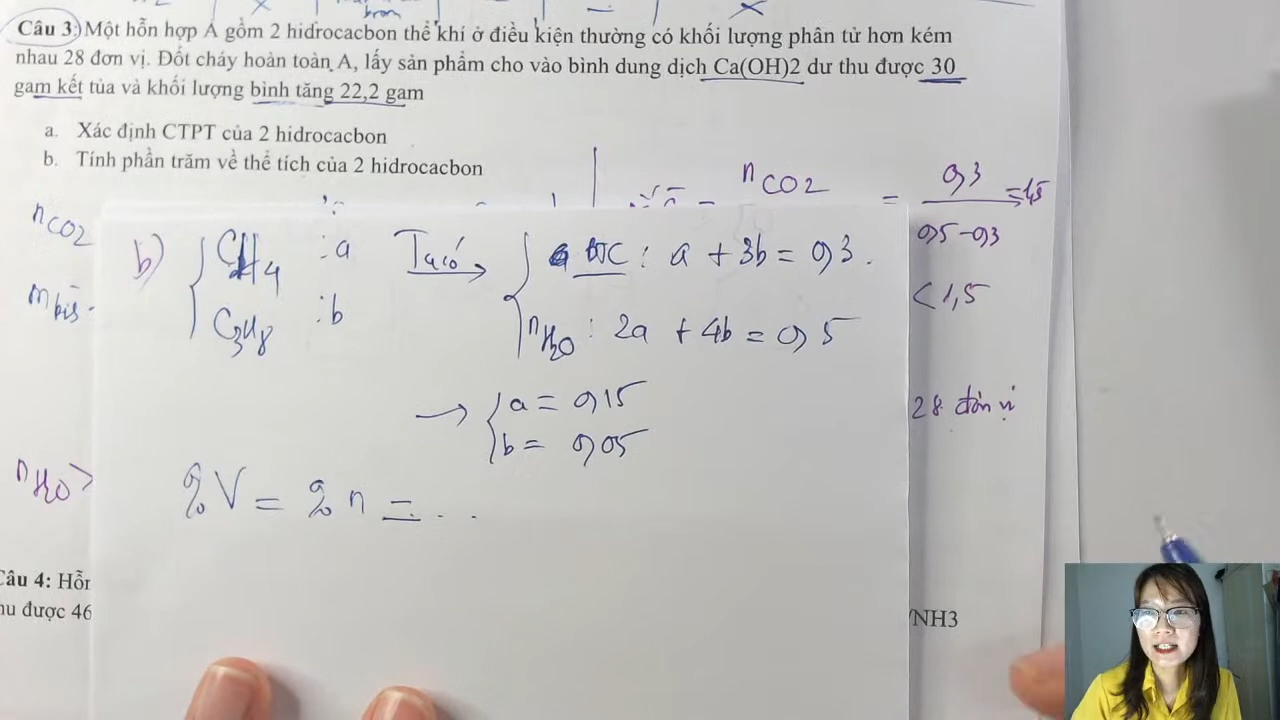 Câu 3: Một hỗn hợp A gồm 2 hidrocacbon thể khí ở điều kiện thường có khối lượng phân tử hơn kém
nhau 28 đơn vị. Đốt cháy hoàn toàn A, lấy sản phẩm cho vào bình dung dịch Ca(OH)2 dư thu được 30
gam kết tủa và khối lượng bình tăng 22,2 gam
a. Xác định CTPT của 2 hidrocacbon
b. Tính phần trăm về thể tích của 2 hidrocacbon
nCO2
nCO2 = 0,3 / 0,5-0,3 = 1,5
b) CH4 : a
C3H8 : b
Ta có
BTC : a + 3b = 0,3.
nH2O : 2a + 4b = 0,5
< 1,5
→ a = 0,15
b = 0,05
28 đơn vị
nH2O >
%V = %n = ...
Câu 4: Hỗn
thu được 46
/NH3